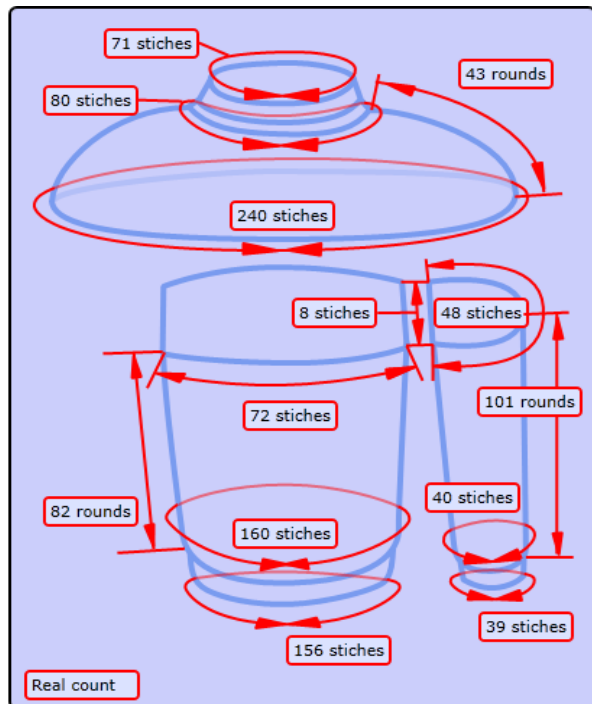 71 stiches
43 rounds
80 stiches
240 stiches
8 stiches
48 stiches
101 rounds
72 stiches
40 stiches
82 rounds
160 stiches
39 stiches
156 stiches
Real count